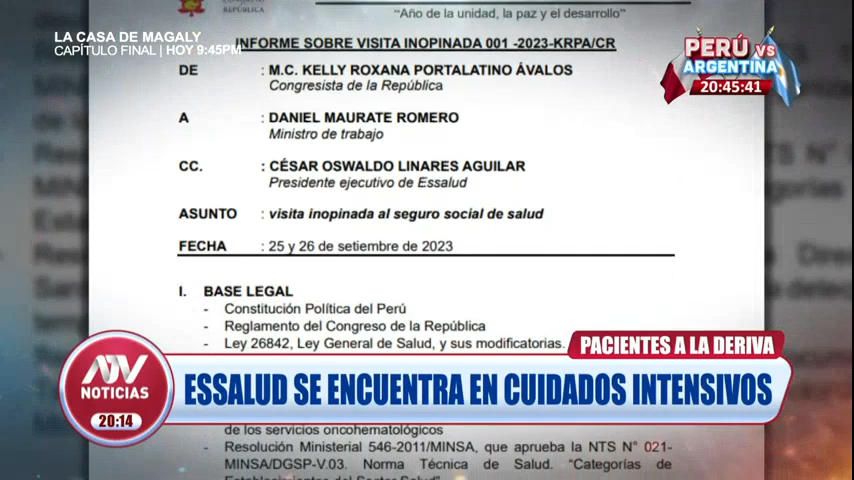 LA CASA DE MAGALY
CAPÍTULO FINAL | HOY 9:45PM
REPÚBLICA
"Año de la unidad, la paz y el desarrollo"
PERÚ VS
ARGENTINA
20:45:41
INFORME SOBRE VISITA INOPINADA 001 -2023-KRPA/CR
DE : M.C. KELLY ROXANA PORTALATINO ÁVALOS
Congresista de la República
A : DANIEL MAURATE ROMERO
Ministro de trabajo
CC. : CÉSAR OSWALDO LINARES AGUILAR
Presidente ejecutivo de Essalud
ASUNTO : visita inopinada al seguro social de salud
FECHA : 25 y 26 de setiembre de 2023
I. BASE LEGAL
- Constitución Política del Perú
- Reglamento del Congreso de la República
- Ley 26842, Ley General de Salud, y sus modificatorias.
PACIENTES A LA DERIVA
ATV
NOTICIAS
20:14
ESSALUD SE ENCUENTRA EN CUIDADOS INTENSIVOS
de los servicios oncohematológicos
- Resolución Ministerial 546-2011/MINSA, que aprueba la NTS N° 021-
MINSA/DGSP-V.03. Norma Técnica de Salud. "Categorías de